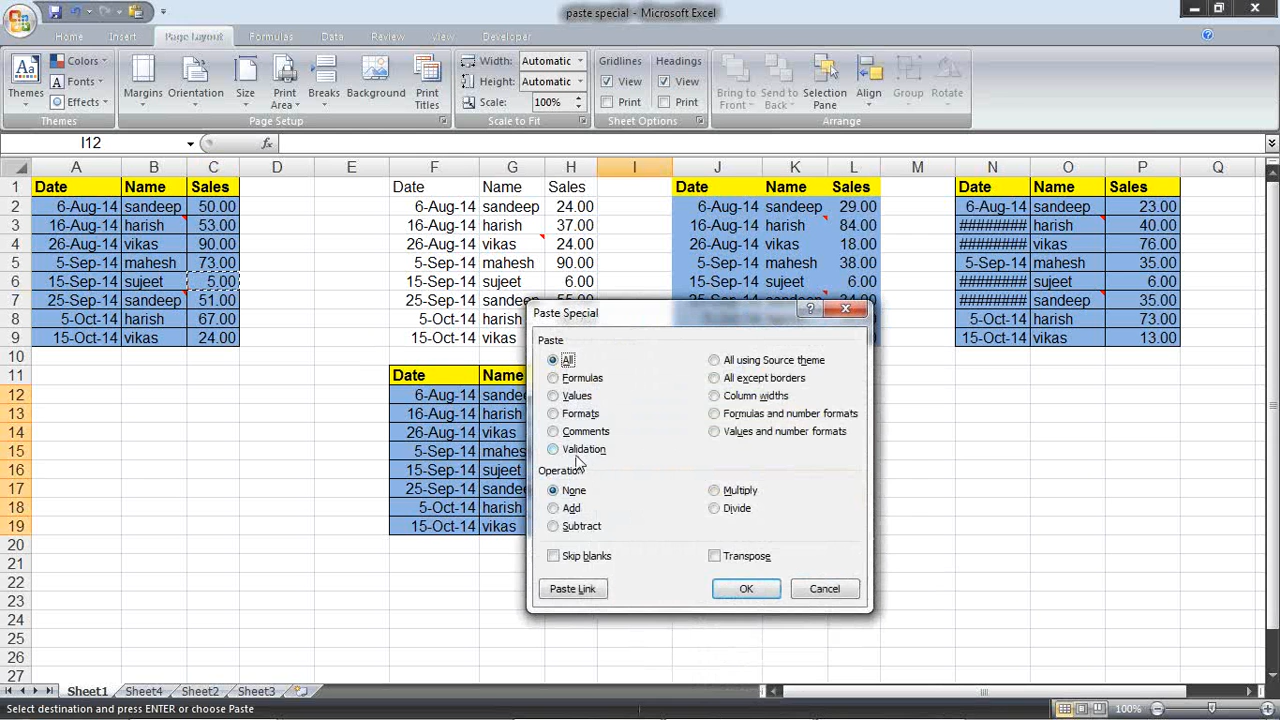 paste special - Microsoft Excel
Home Insert Page Layout Formulas Data Review View Developer
Themes
Colors
Fonts
Effects
Themes
Margins Orientation Size Print Area Breaks Background Print Titles
Page Setup
Width: Automatic
Height: Automatic
Scale: 100%
Scale to Fit
Gridlines Headings
View View
Print Print
Sheet Options
Bring to Front Send to Back Selection Pane Align Group Rotate
Arrange
I12 fx
A B C D E F G H I J K L M N O P Q
1 Date Name Sales Date Name Sales Date Name Sales Date Name Sales
2 6-Aug-14 sandeep 50.00 6-Aug-14 sandeep 24.00 6-Aug-14 sandeep 29.00 6-Aug-14 sandeep 23.00
3 16-Aug-14 harish 53.00 16-Aug-14 harish 37.00 16-Aug-14 harish 84.00 ######### harish 40.00
4 26-Aug-14 vikas 90.00 26-Aug-14 vikas 24.00 26-Aug-14 vikas 18.00 ######### vikas 76.00
5 5-Sep-14 mahesh 73.00 5-Sep-14 mahesh 90.00 5-Sep-14 mahesh 38.00 5-Sep-14 mahesh 35.00
6 15-Sep-14 sujeet 5.00 15-Sep-14 sujeet 6.00 15-Sep-14 sujeet 6.00 ######### sujeet 6.00
7 25-Sep-14 sandeep 51.00 25-Sep-14 sandeep ######### sandeep 35.00
8 5-Oct-14 harish 67.00 5-Oct-14 harish ######### 5-Oct-14 harish 73.00
9 15-Oct-14 vikas 24.00 15-Oct-14 vikas 15-Oct-14 vikas 13.00
10
11 Date Name
12 6-Aug-14 sande
13 16-Aug-14 harish
14 26-Aug-14 vikas
15 5-Sep-14 mahes
16 15-Sep-14 sujeet
17 25-Sep-14 sande
18 5-Oct-14 harish
19 15-Oct-14 vikas
20
21
22
23
24
25
26
27
Paste Special
Paste
All All using Source theme
Formulas All except borders
Values Column widths
Formats Formulas and number formats
Comments Values and number formats
Validation
Operation
None Multiply
Add Divide
Subtract
Skip blanks Transpose
Paste Link OK Cancel
Sheet1 Sheet4 Sheet2 Sheet3
Select destination and press ENTER or choose Paste 100%